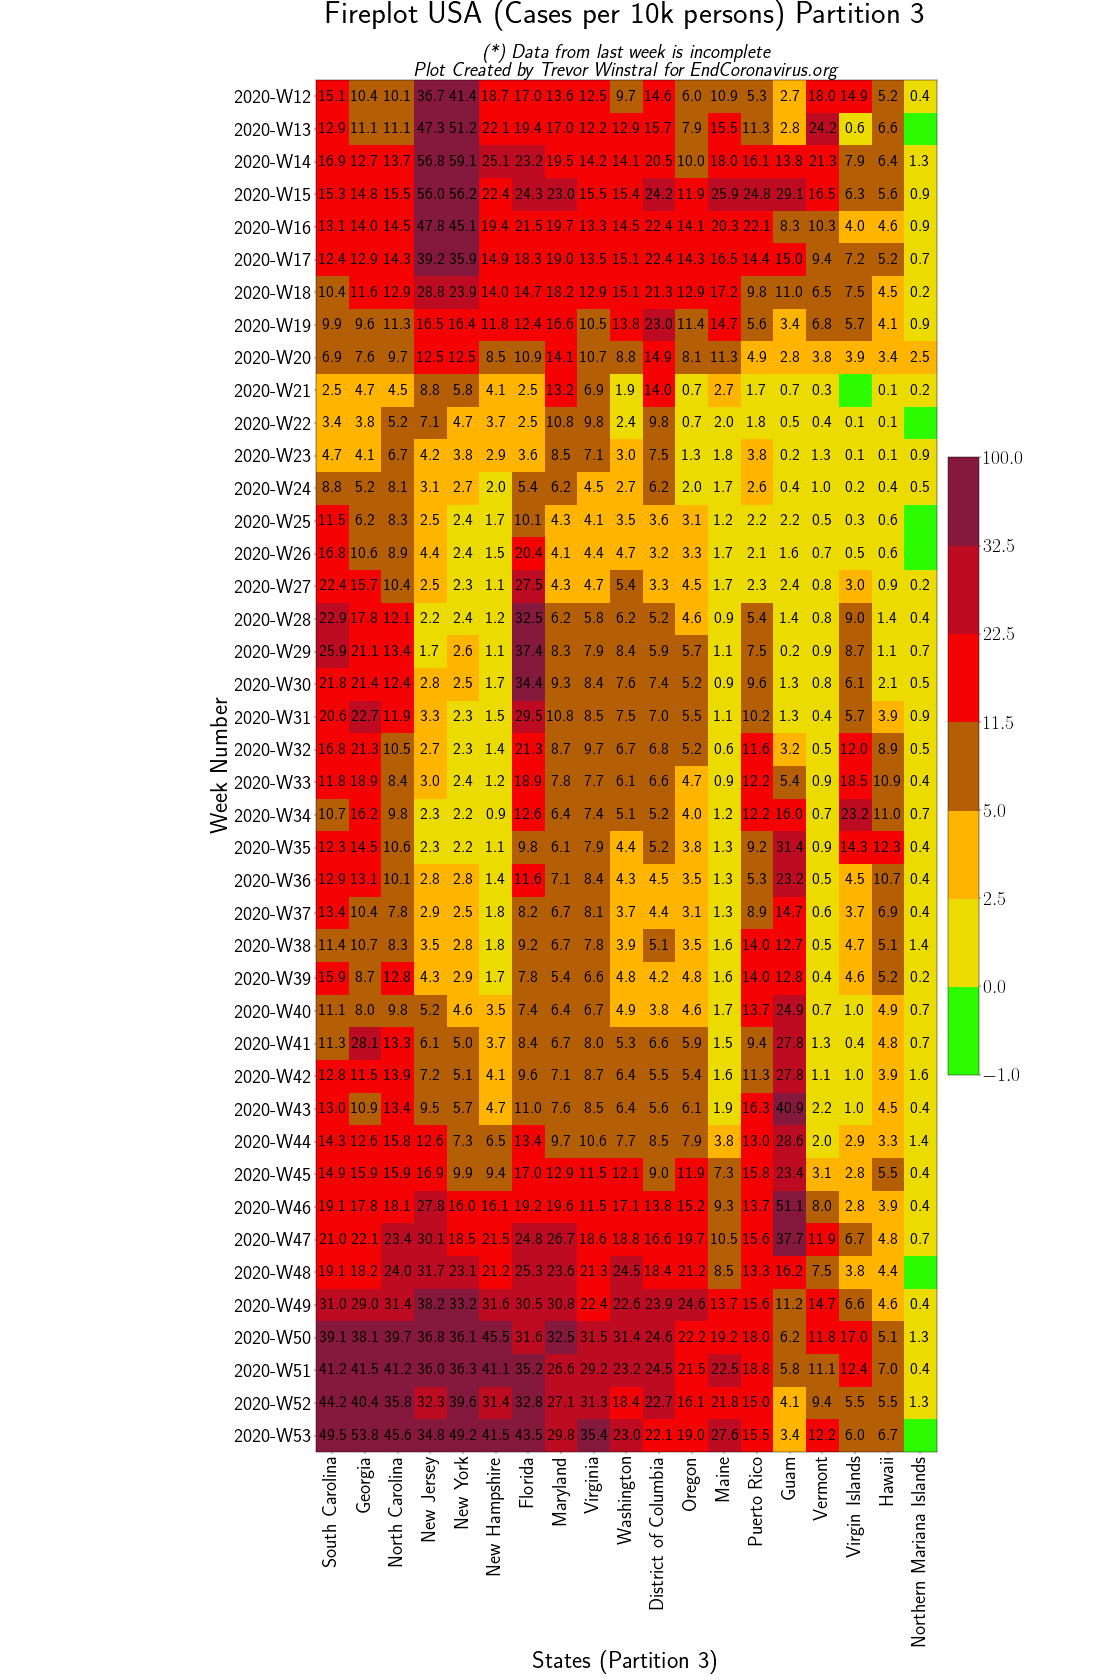 Fireplot USA (Cases per 10k persons) Partition 3
(*) Data from last week is incomplete
Plot Created by Trevor Winstral for EndCoronavirus.org
2020-W12 15.1 10.4 10.1 36.7 41.4 18.7 17.0 13.6 12.5 9.7 14.6 6.0 10.9 5.3 2.7 18.0 14.9 5.2 0.4
2020-W13 12.9 11.1 11.1 47.3 51.2 22.1 19.4 17.0 12.2 12.9 15.7 7.9 15.5 11.3 2.8 24.2 0.6 6.6
2020-W14 16.9 12.7 13.7 56.8 59.1 25.1 23.2 19.5 14.2 14.1 20.5 10.0 18.0 16.1 13.8 21.3 7.9 6.4 1.3
2020-W15 15.3 14.8 15.5 56.0 56.2 22.4 24.3 23.0 15.5 15.4 24.2 11.9 25.9 24.8 29.1 16.5 6.3 5.6 0.9
2020-W16 13.1 14.0 14.5 47.8 45.1 19.4 21.5 19.7 13.3 14.5 22.4 14.1 20.3 22.1 8.3 10.3 4.0 4.6 0.9
2020-W17 12.4 12.9 14.3 39.2 35.9 14.9 18.3 19.0 13.5 15.1 22.4 14.3 16.5 14.4 15.0 9.4 7.2 5.2 0.7
2020-W18 10.4 11.6 12.9 28.8 23.9 14.0 14.7 18.2 12.9 15.1 21.3 12.9 17.2 9.8 11.0 6.5 7.5 4.5 0.2
2020-W19 9.9 9.6 11.3 16.5 16.4 11.8 12.4 16.6 10.5 13.8 23.0 11.4 14.7 5.6 3.4 6.8 5.7 4.1 0.9
2020-W20 6.9 7.6 9.7 12.5 12.5 8.5 10.9 14.1 10.7 8.8 14.9 8.1 11.3 4.9 2.8 3.8 3.9 3.4 2.5
2020-W21 2.5 4.7 4.5 8.8 5.8 4.1 2.5 13.2 6.9 1.9 14.0 0.7 2.7 1.7 0.7 0.3 0.1 0.2
2020-W22 3.4 3.8 5.2 7.1 4.7 3.7 2.5 10.8 9.8 2.4 9.8 0.7 2.0 1.8 0.5 0.4 0.1 0.1
2020-W23 4.7 4.1 6.7 4.2 3.8 2.9 3.6 8.5 7.1 3.0 7.5 1.3 1.8 3.8 0.2 1.3 0.1 0.1 0.9
2020-W24 8.8 5.2 8.1 3.1 2.7 2.0 5.4 6.2 4.5 2.7 6.2 2.0 1.7 2.6 0.4 1.0 0.2 0.4 0.5
2020-W25 11.5 6.2 8.3 2.5 2.4 1.7 10.1 4.3 4.1 3.5 3.6 3.1 1.2 2.2 2.2 0.5 0.3 0.6
2020-W26 16.8 10.6 8.9 4.4 2.4 1.5 20.4 4.1 4.4 4.7 3.2 3.3 1.7 2.1 1.6 0.7 0.5 0.6
2020-W27 22.4 15.7 10.4 2.5 2.3 1.1 27.5 4.3 4.7 5.4 3.3 4.5 1.7 2.3 2.4 0.8 3.0 0.9 0.2
2020-W28 22.9 17.8 12.1 2.2 2.4 1.2 32.5 6.2 5.8 6.2 5.2 4.6 0.9 5.4 1.4 0.8 9.0 1.4 0.4
2020-W29 25.9 21.1 13.4 1.7 2.6 1.1 37.4 8.3 7.9 8.4 5.9 5.7 1.1 7.5 0.2 0.9 8.7 1.1 0.7
2020-W30 21.8 21.4 12.4 2.8 2.5 1.7 34.4 9.3 8.4 7.6 7.4 5.2 0.9 9.6 1.3 0.8 6.1 2.1 0.5
2020-W31 20.6 22.7 11.9 3.3 2.3 1.5 29.5 10.8 8.5 7.5 7.0 5.5 1.1 10.2 1.3 0.4 5.7 3.9 0.9
2020-W32 16.8 21.3 10.5 2.7 2.3 1.4 21.3 8.7 9.7 6.7 6.8 5.2 0.6 11.6 3.2 0.5 12.0 8.9 0.5
2020-W33 11.8 18.9 8.4 3.0 2.4 1.2 18.9 7.8 7.7 6.1 6.6 4.7 0.9 12.2 5.4 0.9 18.5 10.9 0.4
2020-W34 10.7 16.2 9.8 2.3 2.2 0.9 12.6 6.4 7.4 5.1 5.2 4.0 1.2 12.2 16.0 0.7 23.2 11.0 0.7
2020-W35 12.3 14.5 10.6 2.3 2.2 1.1 9.8 6.1 7.9 4.4 5.2 3.8 1.3 9.2 31.4 0.9 14.3 12.3 0.4
2020-W36 12.9 13.1 10.1 2.8 2.8 1.4 11.6 7.1 8.4 4.3 4.5 3.5 1.3 5.3 23.2 0.5 4.5 10.7 0.4
2020-W37 13.4 10.4 7.8 2.9 2.5 1.8 8.2 6.7 8.1 3.7 4.4 3.1 1.3 8.9 14.7 0.6 3.7 6.9 0.4
2020-W38 11.4 10.7 8.3 3.5 2.8 1.8 9.2 6.7 7.8 3.9 5.1 3.5 1.6 14.0 12.7 0.5 4.7 5.1 1.4
2020-W39 15.9 8.7 12.8 4.3 2.9 1.7 7.8 5.4 6.6 4.8 4.2 4.8 1.6 14.0 12.8 0.4 4.6 5.2 0.2
2020-W40 11.1 8.0 9.8 5.2 4.6 3.5 7.4 6.4 6.7 4.9 3.8 4.6 1.7 13.7 24.9 0.7 1.0 4.9 0.7
2020-W41 11.3 28.1 13.3 6.1 5.0 3.7 8.4 6.7 8.0 5.3 6.6 5.9 1.5 9.4 27.8 1.3 0.4 4.8 0.7
2020-W42 12.8 11.5 13.9 7.2 5.1 4.1 9.6 7.1 8.7 6.4 5.5 5.4 1.6 11.3 27.8 1.1 1.0 3.9 1.6
2020-W43 13.0 10.9 13.4 9.5 5.7 4.7 11.0 7.6 8.5 6.4 5.6 6.1 1.9 16.3 40.9 2.2 1.0 4.5 0.4
2020-W44 14.3 12.6 15.8 12.6 7.3 6.5 13.4 9.7 10.6 7.7 8.5 7.9 3.8 13.0 28.6 2.0 2.9 3.3 1.4
2020-W45 14.9 15.9 15.9 16.9 9.9 9.4 17.0 12.9 11.5 12.1 9.0 11.9 7.3 15.8 23.4 3.1 2.8 5.5 0.4
2020-W46 19.1 17.8 18.1 27.8 16.0 16.1 19.2 19.6 11.5 17.1 13.8 15.2 9.3 13.7 51.1 8.0 2.8 3.9 0.4
2020-W47 21.0 22.1 23.4 30.1 18.5 21.5 24.8 26.7 18.6 18.8 16.6 19.7 10.5 15.6 37.7 11.9 6.7 4.8 0.7
2020-W48 19.1 18.2 24.0 31.7 23.1 21.2 25.3 23.6 21.3 24.5 18.4 21.2 8.5 13.3 16.2 7.5 3.8 4.4
2020-W49 31.0 29.0 31.4 38.2 33.2 31.6 30.5 30.8 22.4 22.6 23.9 24.6 13.7 15.6 11.2 14.7 6.6 4.6 0.4
2020-W50 39.1 38.1 39.7 36.8 36.1 45.5 31.6 32.5 31.5 31.4 24.6 22.2 19.2 18.0 6.2 11.8 17.0 5.1 1.3
2020-W51 41.2 41.5 41.2 36.0 36.3 41.1 35.2 26.6 29.2 23.2 24.5 21.5 22.5 18.8 5.8 11.1 12.4 7.0 0.4
2020-W52 44.2 40.4 35.8 32.3 39.6 31.4 32.8 27.1 31.3 18.4 22.7 16.1 21.8 15.0 4.1 9.4 5.5 5.5 1.3
2020-W53 49.5 53.8 45.6 34.8 49.2 41.5 43.5 29.8 35.4 23.0 22.1 19.0 27.6 15.5 3.4 12.2 6.0 6.7
Week Number
South Carolina
Georgia
North Carolina
New Jersey
New York
New Hampshire
Florida
Maryland
Virginia
Washington
District of Columbia
Oregon
Maine
Puerto Rico
Guam
Vermont
Virgin Islands
Hawaii
Northern Mariana Islands
States (Partition 3)
100.0
32.5
22.5
11.5
5.0
2.5
0.0
−1.0